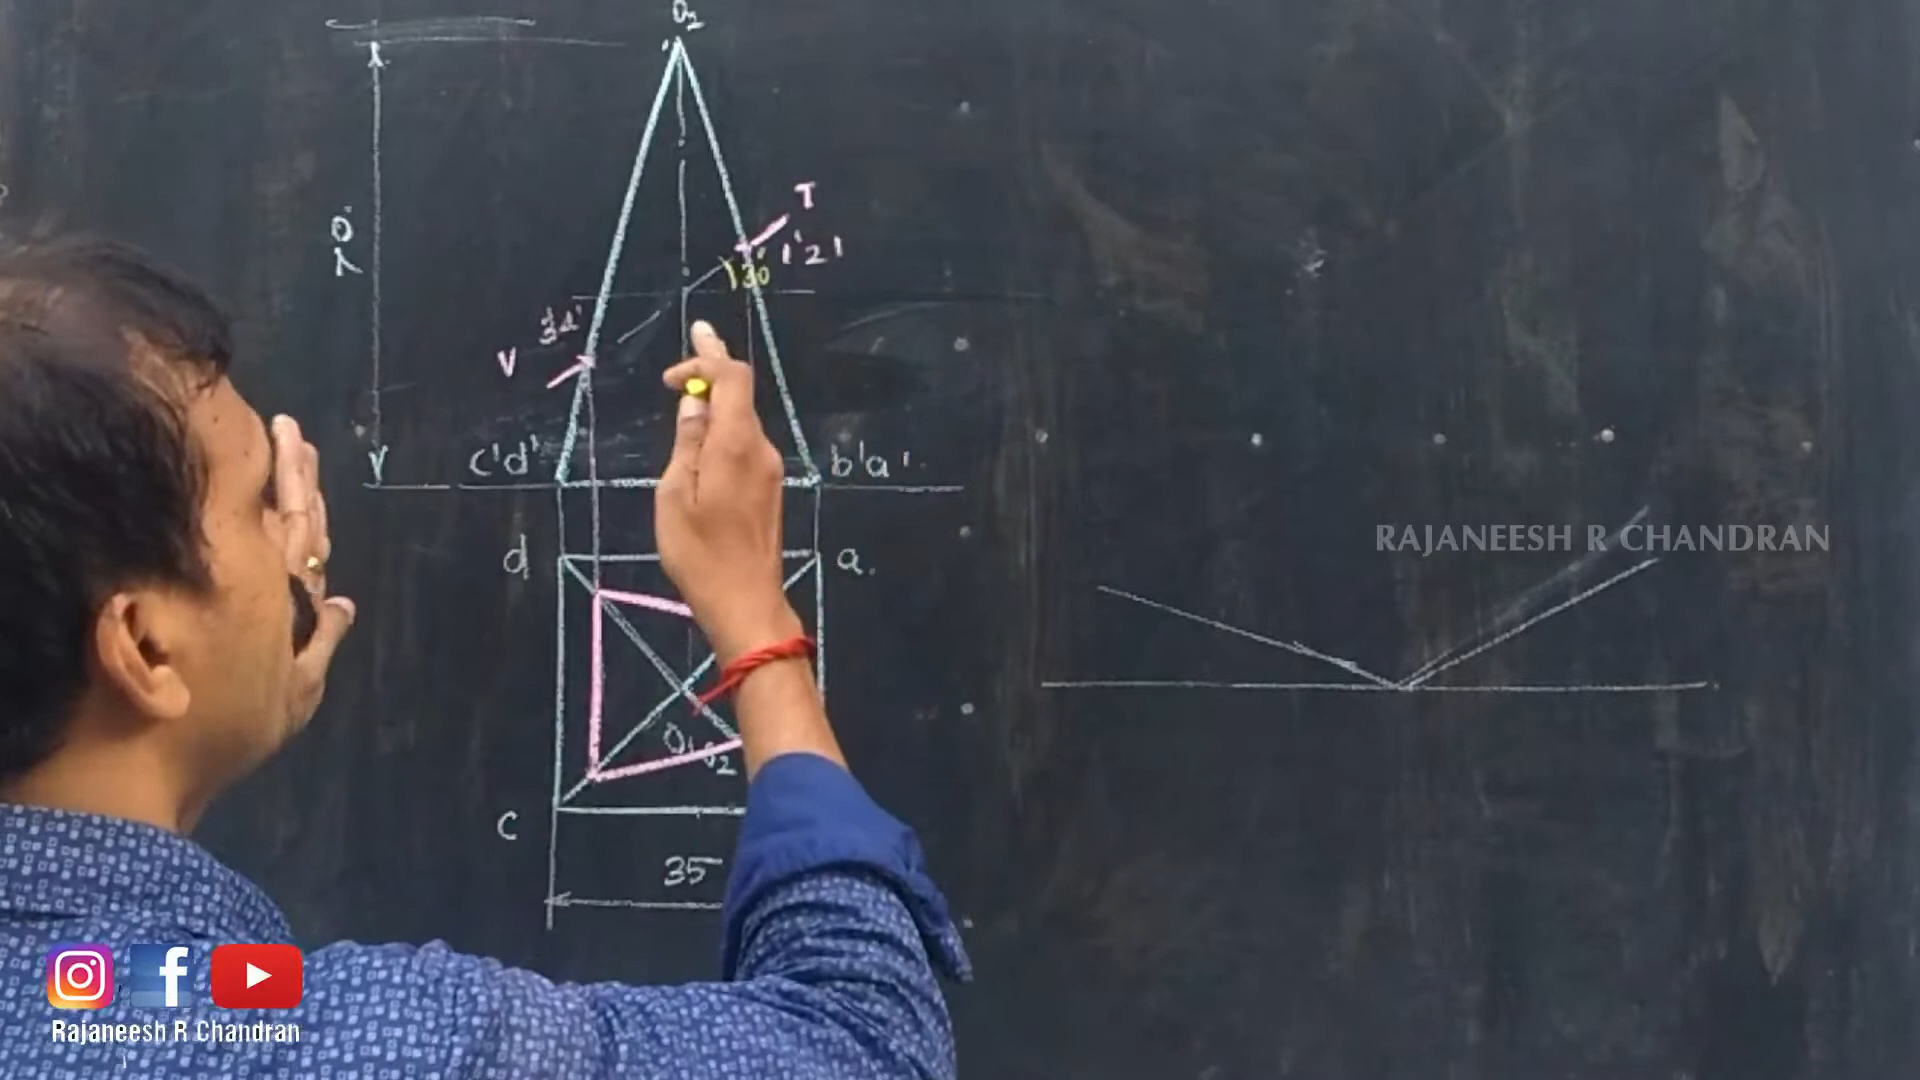 O2
70
T
1'2'
30
3'4'
V
c'd'
b'a'
d
a
O1
O2
c
35
RAJANEESH R CHANDRAN
Rajaneesh R Chandran